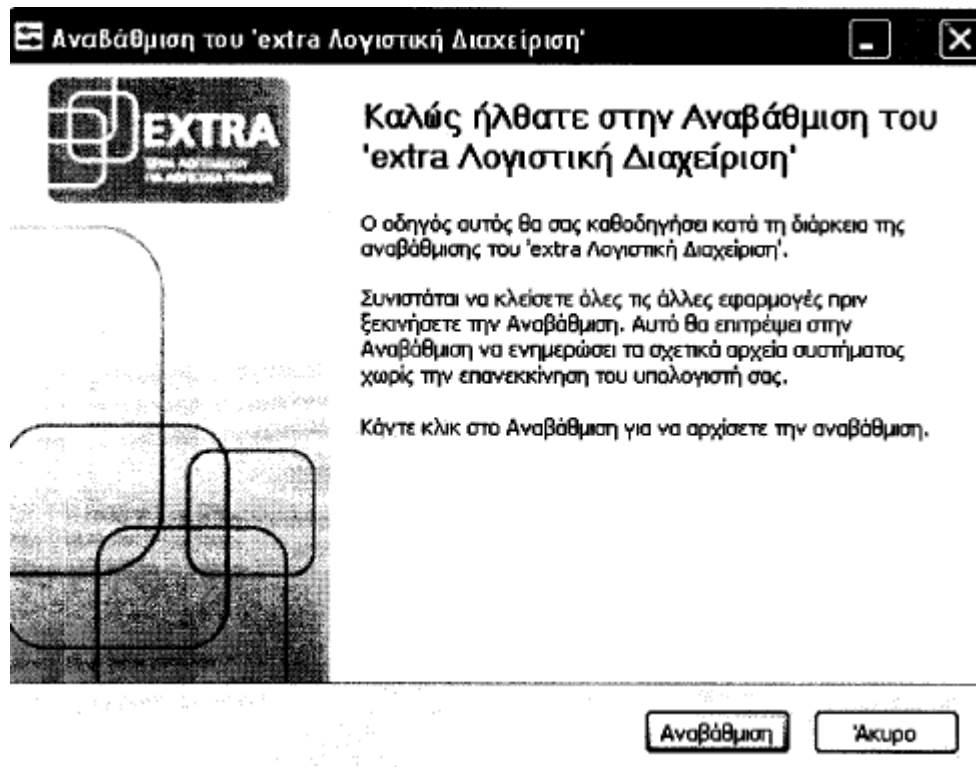 Αναβάθμιση του 'extra Λογιστική Διαχείριση'
EXTRA
Καλώς ήλθατε στην Αναβάθμιση του
'extra Λογιστική Διαχείριση'
Ο οδηγός αυτός θα σας καθοδηγήσει κατά τη διάρκεια της
αναβάθμισης του 'extra Λογιστική Διαχείριση'.
Συνιστάται να κλείσετε όλες τις άλλες εφαρμογές πριν
ξεκινήσετε την Αναβάθμιση. Αυτό θα επιτρέψει στην
Αναβάθμιση να ενημερώσει τα σχετικά αρχεία συστήματος
χωρίς την επανεκκίνηση του υπολογιστή σας.
Κάντε κλικ στο Αναβάθμιση για να αρχίσετε την αναβάθμιση.
Αναβάθμιση
Άκυρο